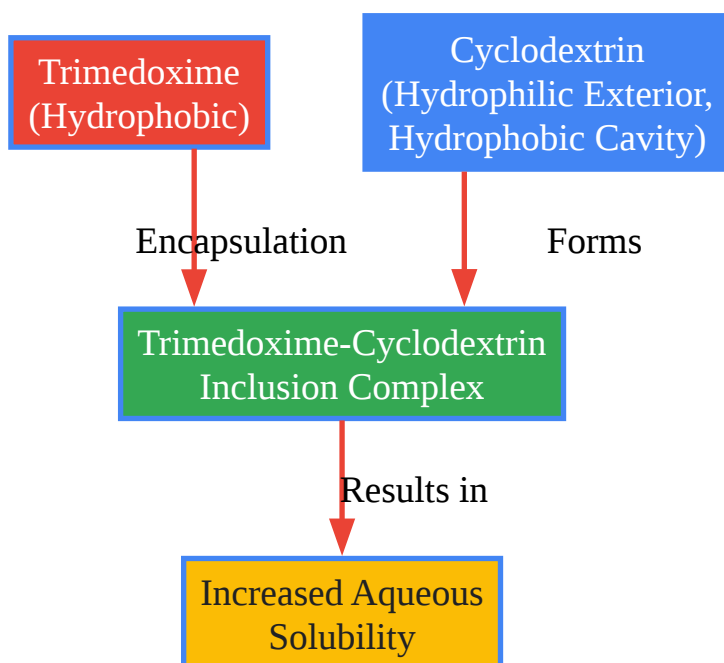 Trimedoxime
(Hydrophobic)
Cyclodextrin
(Hydrophilic Exterior,
Hydrophobic Cavity)
Encapsulation
Forms
Trimedoxime-Cyclodextrin
Inclusion Complex
Results in
Increased Aqueous
Solubility